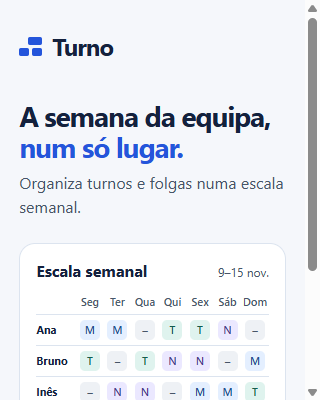 Turno
A semana da equipa,
num só lugar.
Organiza turnos e folgas numa escala
semanal.
Escala semanal 9–15 nov.
Seg Ter Qua Qui Sex Sáb Dom
Ana M M – T T N –
Bruno T – T N N – M
Inês – N N – M M T